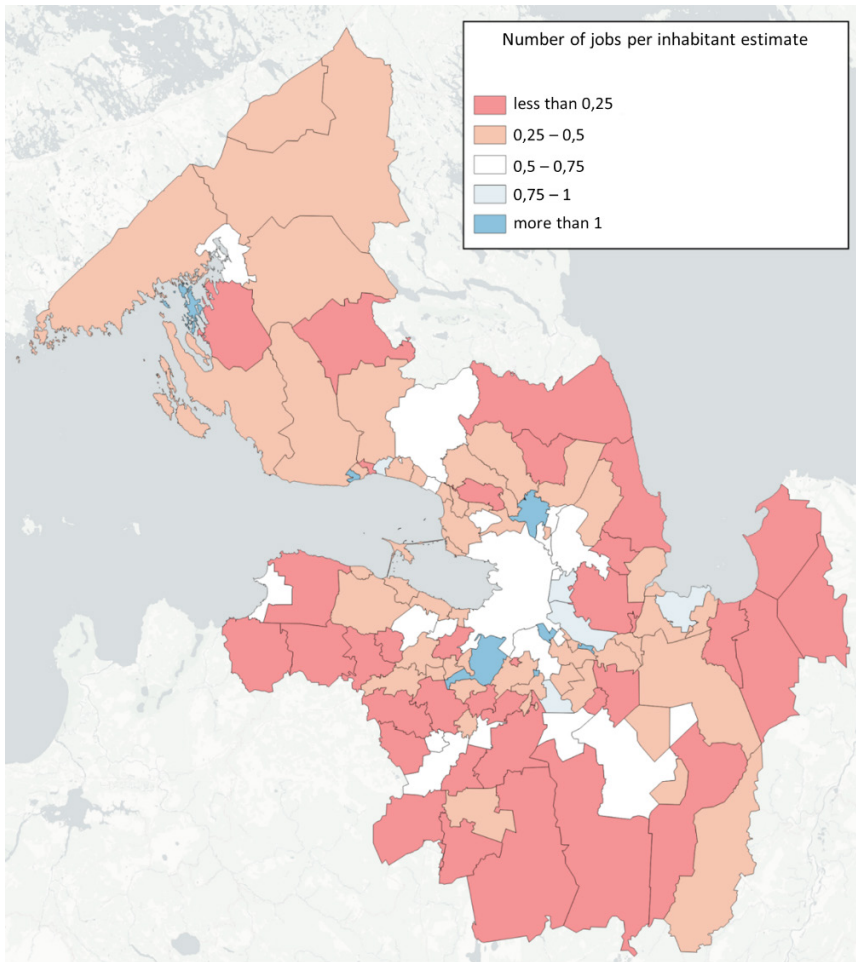 Number of jobs per inhabitant estimate
less than 0,25
0,25 – 0,5
0,5 – 0,75
0,75 – 1
more than 1